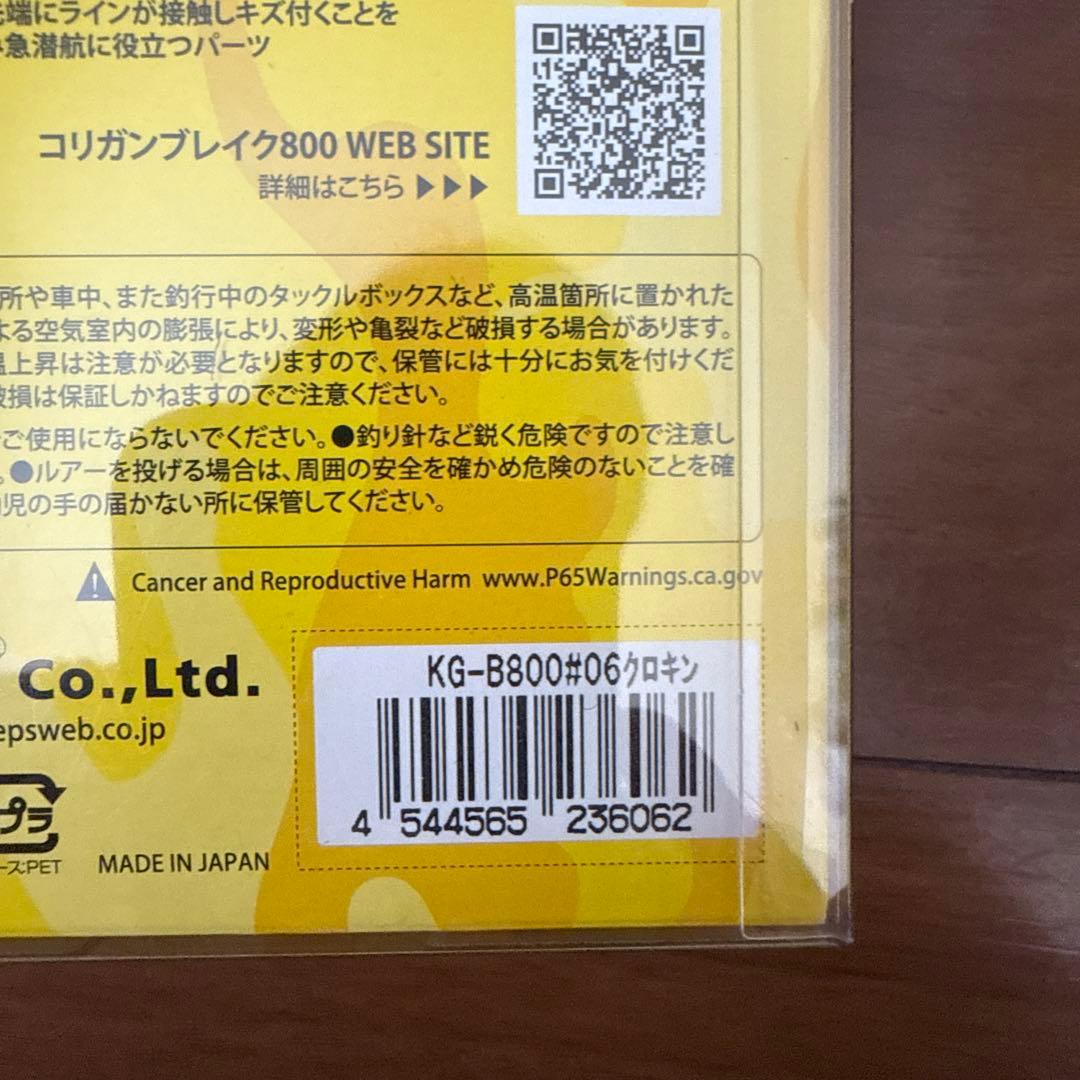 先端にラインが接触しキズ付くことを
急潜航に役立つパーツ
コリガンブレイク800 WEB SITE
詳細はこちら ▶▶▶
所や車中、また釣行中のタックルボックスなど、高温箇所に置かれた
よる空気室内の膨張により、変形や亀裂など破損する場合があります。
温上昇は注意が必要となりますので、保管には十分にお気を付けくだ
破損は保証しかねますのでご注意ください。
ご使用にならないでください。●釣り針など鋭く危険ですので注意し
。●ルアーを投げる場合は、周囲の安全を確かめ危険のないことを確
児の手の届かない所に保管してください。
Cancer and Reproductive Harm www.P65Warnings.ca.gov
Co.,Ltd.
KG-B800#06クロキン
epsweb.co.jp
プラ
4 544565 236062
ース:PET
MADE IN JAPAN